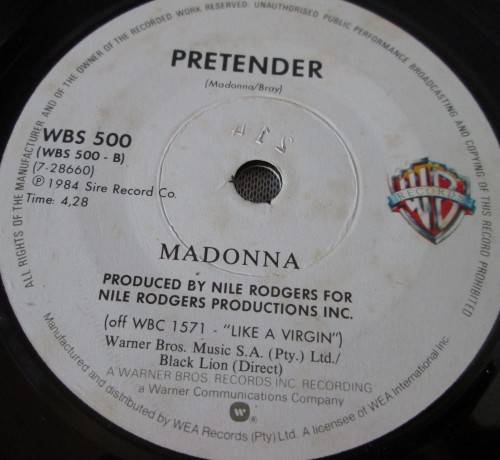 ALL RIGHTS OF THE MANUFACTURER AND OF THE OWNER OF THE RECORDED WORK RESERVED. UNAUTHORISED PUBLIC PERFORMANCE BROADCASTING AND COPYING OF THIS RECORD PROHIBITED
PRETENDER
(Madonna/Bray)
WBS 500
(WBS 500 - B)
(7-28660)
℗ 1984 Sire Record Co.
Time: 4,28
WB
RECORDS
MADONNA
PRODUCED BY NILE RODGERS FOR
NILE RODGERS PRODUCTIONS INC.
(off WBC 1571 - "LIKE A VIRGIN")
Warner Bros. Music S.A. (Pty.) Ltd./
Black Lion (Direct)
A WARNER BROS. RECORDS INC. RECORDING
a Warner Communications Company
Manufactured and distributed by WEA Records (Pty) Ltd. A licensee of WEA International Inc.